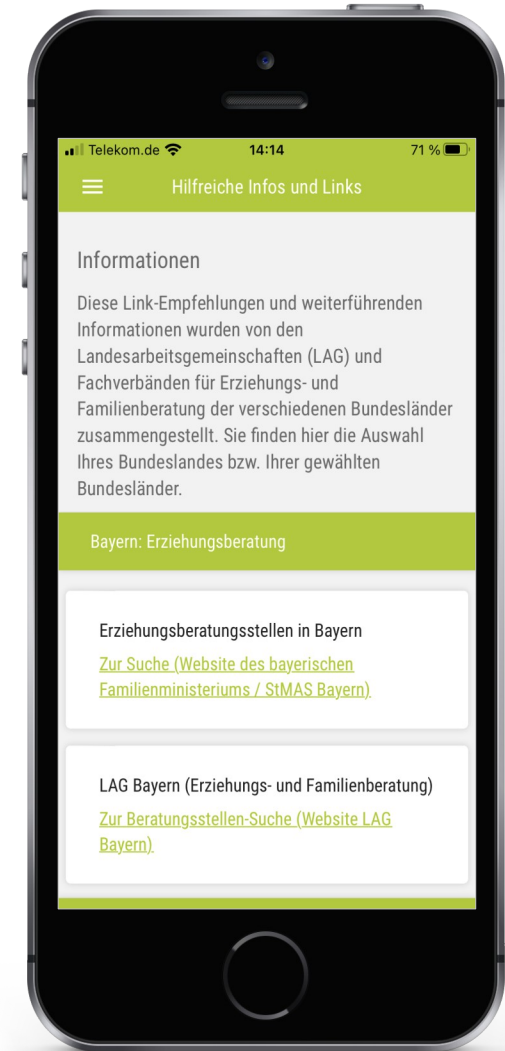 Telekom.de 14:14 71 %
Hilfreiche Infos und Links
Informationen
Diese Link-Empfehlungen und weiterführenden
Informationen wurden von den
Landesarbeitsgemeinschaften (LAG) und
Fachverbänden für Erziehungs- und
Familienberatung der verschiedenen Bundesländer
zusammengestellt. Sie finden hier die Auswahl
Ihres Bundeslandes bzw. Ihrer gewählten
Bundesländer.
Bayern: Erziehungsberatung
Erziehungsberatungsstellen in Bayern
Zur Suche (Website des bayerischen
Familienministeriums / StMAS Bayern)
LAG Bayern (Erziehungs- und Familienberatung)
Zur Beratungsstellen-Suche (Website LAG
Bayern)